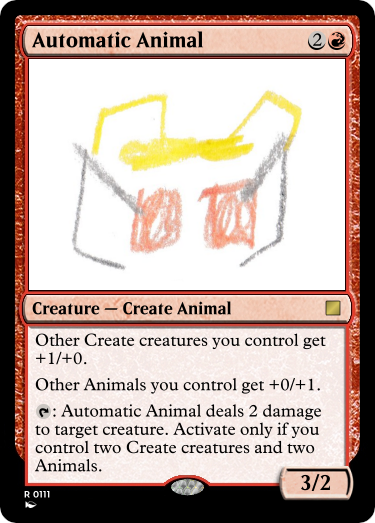 Automatic Animal 2
Creature — Create Animal
Other Create creatures you control get
+1/+0.
Other Animals you control get +0/+1.
: Automatic Animal deals 2 damage
to target creature. Activate only if you
control two Create creatures and two
Animals.
3/2
R 0111